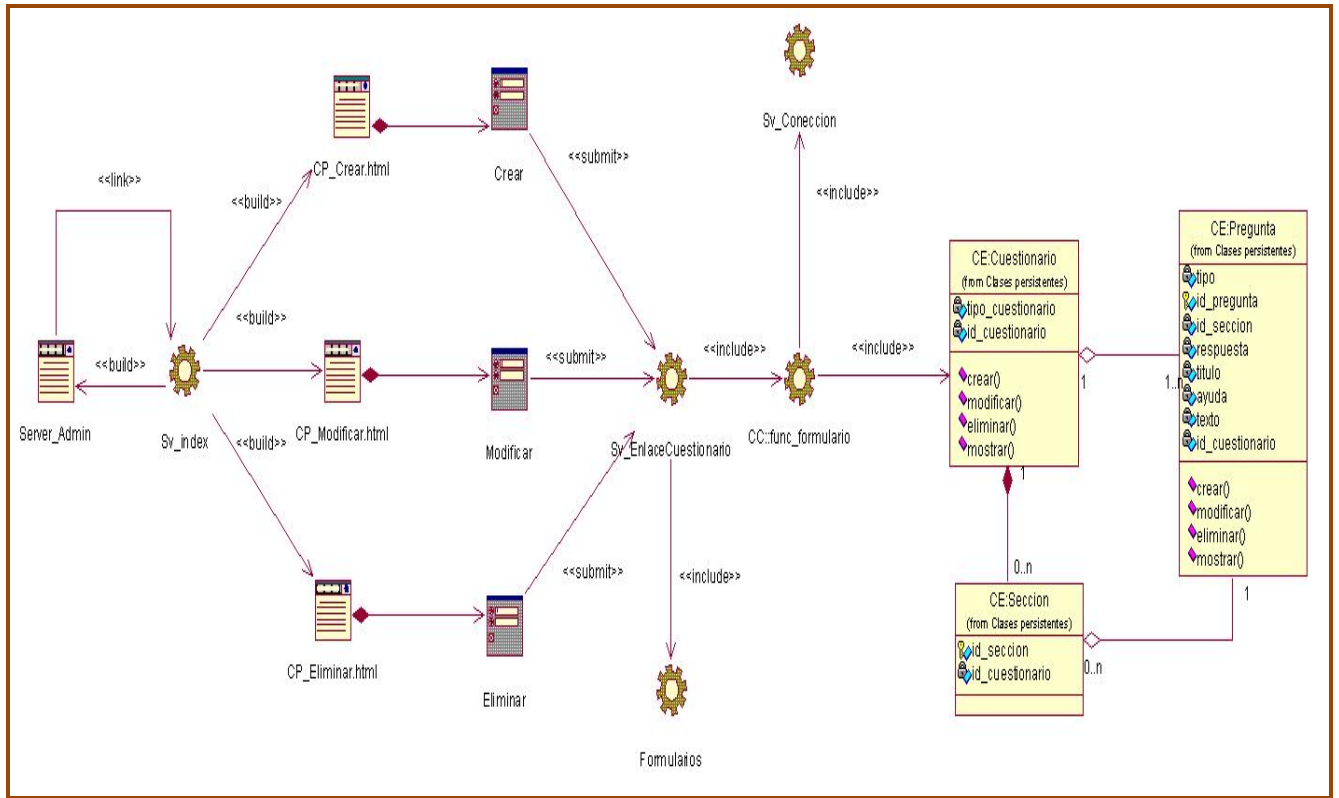 Sv_Coneccion
CP_Crear.html
Crear
<<submit>>
<<link>>
<<build>>
<<include>>
CE:Pregunta
(from Clases persistentes)
tipo
id_pregunta
id_seccion
respuesta
titulo
ayuda
texto
id_cuestionario
crear()
modificar()
eliminar()
mostrar()
1..n
1
CE:Cuestionario
(from Clases persistentes)
tipo_cuestionario
id_cuestionario
crear()
modificar()
eliminar()
mostrar()
1
1
<<build>>
<<build>>
<<submit>>
<<include>>
<<include>>
Server_Admin
Sv_index
CP_Modificar.html
Modificar
Sv_EnlaceCuestionario
CC::func_formulario
<<build>>
<<submit>>
<<include>>
0..n
CE:Seccion
(from Clases persistentes)
id_seccion
id_cuestionario
0..n
CP_Eliminar.html
Eliminar
Formularios